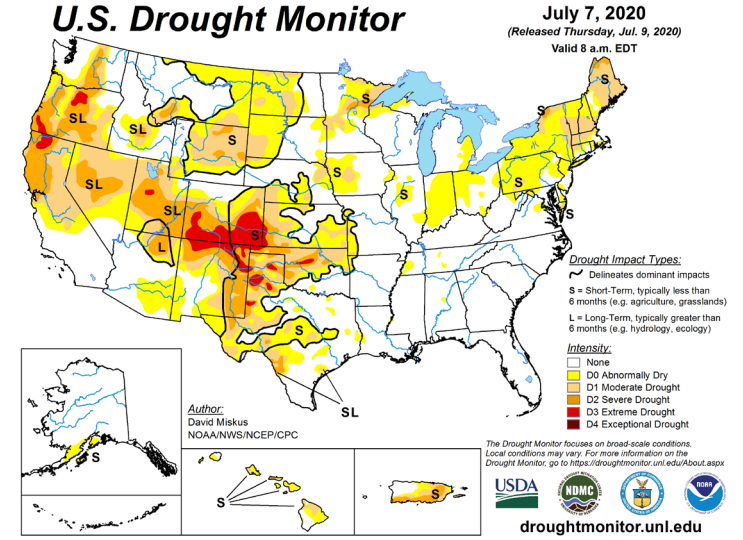 U.S. Drought Monitor
July 7, 2020
(Released Thursday, Jul. 9, 2020)
Valid 8 a.m. EDT
S
S
S
SL
SL
S
SL
S
S
S
SL
S
S
L
S
SL
Drought Impact Types:
Delineates dominant impacts
S = Short-Term, typically less than
6 months (e.g. agriculture, grasslands)
L = Long-Term, typically greater than
6 months (e.g. hydrology, ecology)
Intensity:
None
D0 Abnormally Dry
D1 Moderate Drought
D2 Severe Drought
D3 Extreme Drought
D4 Exceptional Drought
Author:
David Miskus
NOAA/NWS/NCEP/CPC
S
S
S
The Drought Monitor focuses on broad-scale conditions.
Local conditions may vary. For more information on the
Drought Monitor, go to https://droughtmonitor.unl.edu/About.aspx
USDA
NDMC
NOAA
droughtmonitor.unl.edu